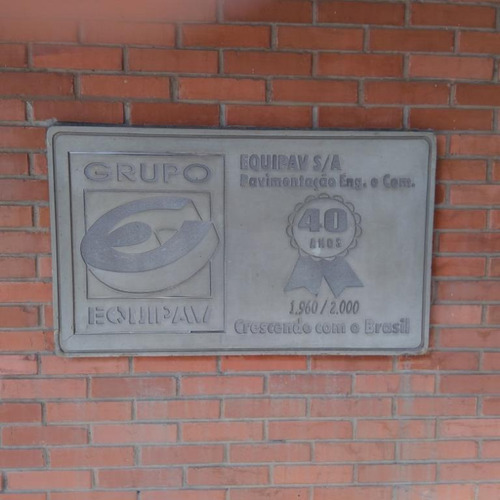 GRUPO
EQUIPAV
EQUIPAV S/A
Pavimentação Eng. e Com.
40
ANOS
1.960/2.000
Crescendo com o Brasil